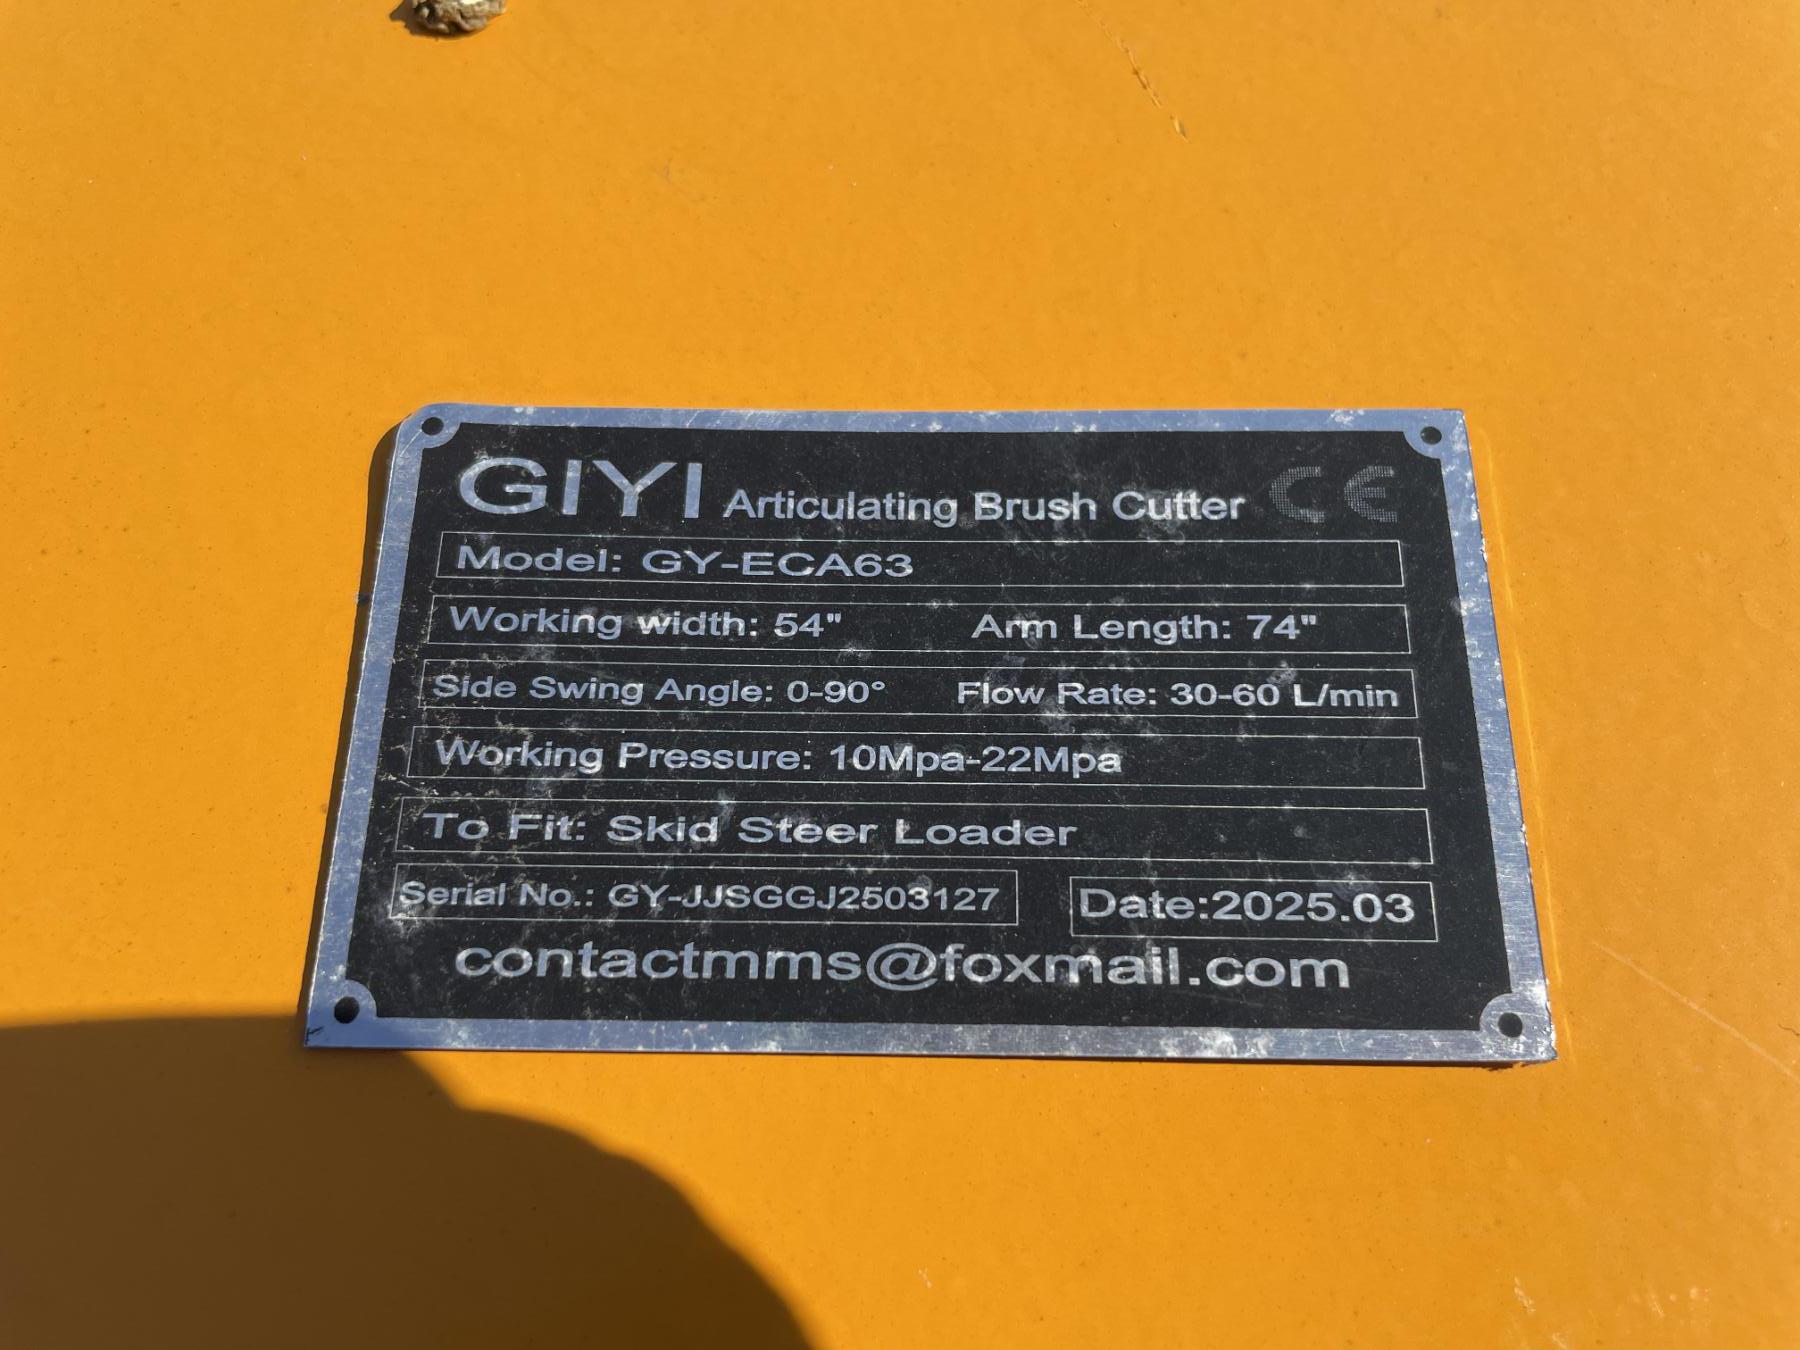 GIYI Articulating Brush Cutter CE
Model: GY-ECA63
Working width: 54" Arm Length: 74"
Side Swing Angle: 0-90° Flow Rate: 30-60 L/min
Working Pressure: 10Mpa-22Mpa
To Fit: Skid Steer Loader
Serial No.: GY-JJSGGJ2503127 Date:2025.03
contactmms@foxmail.com